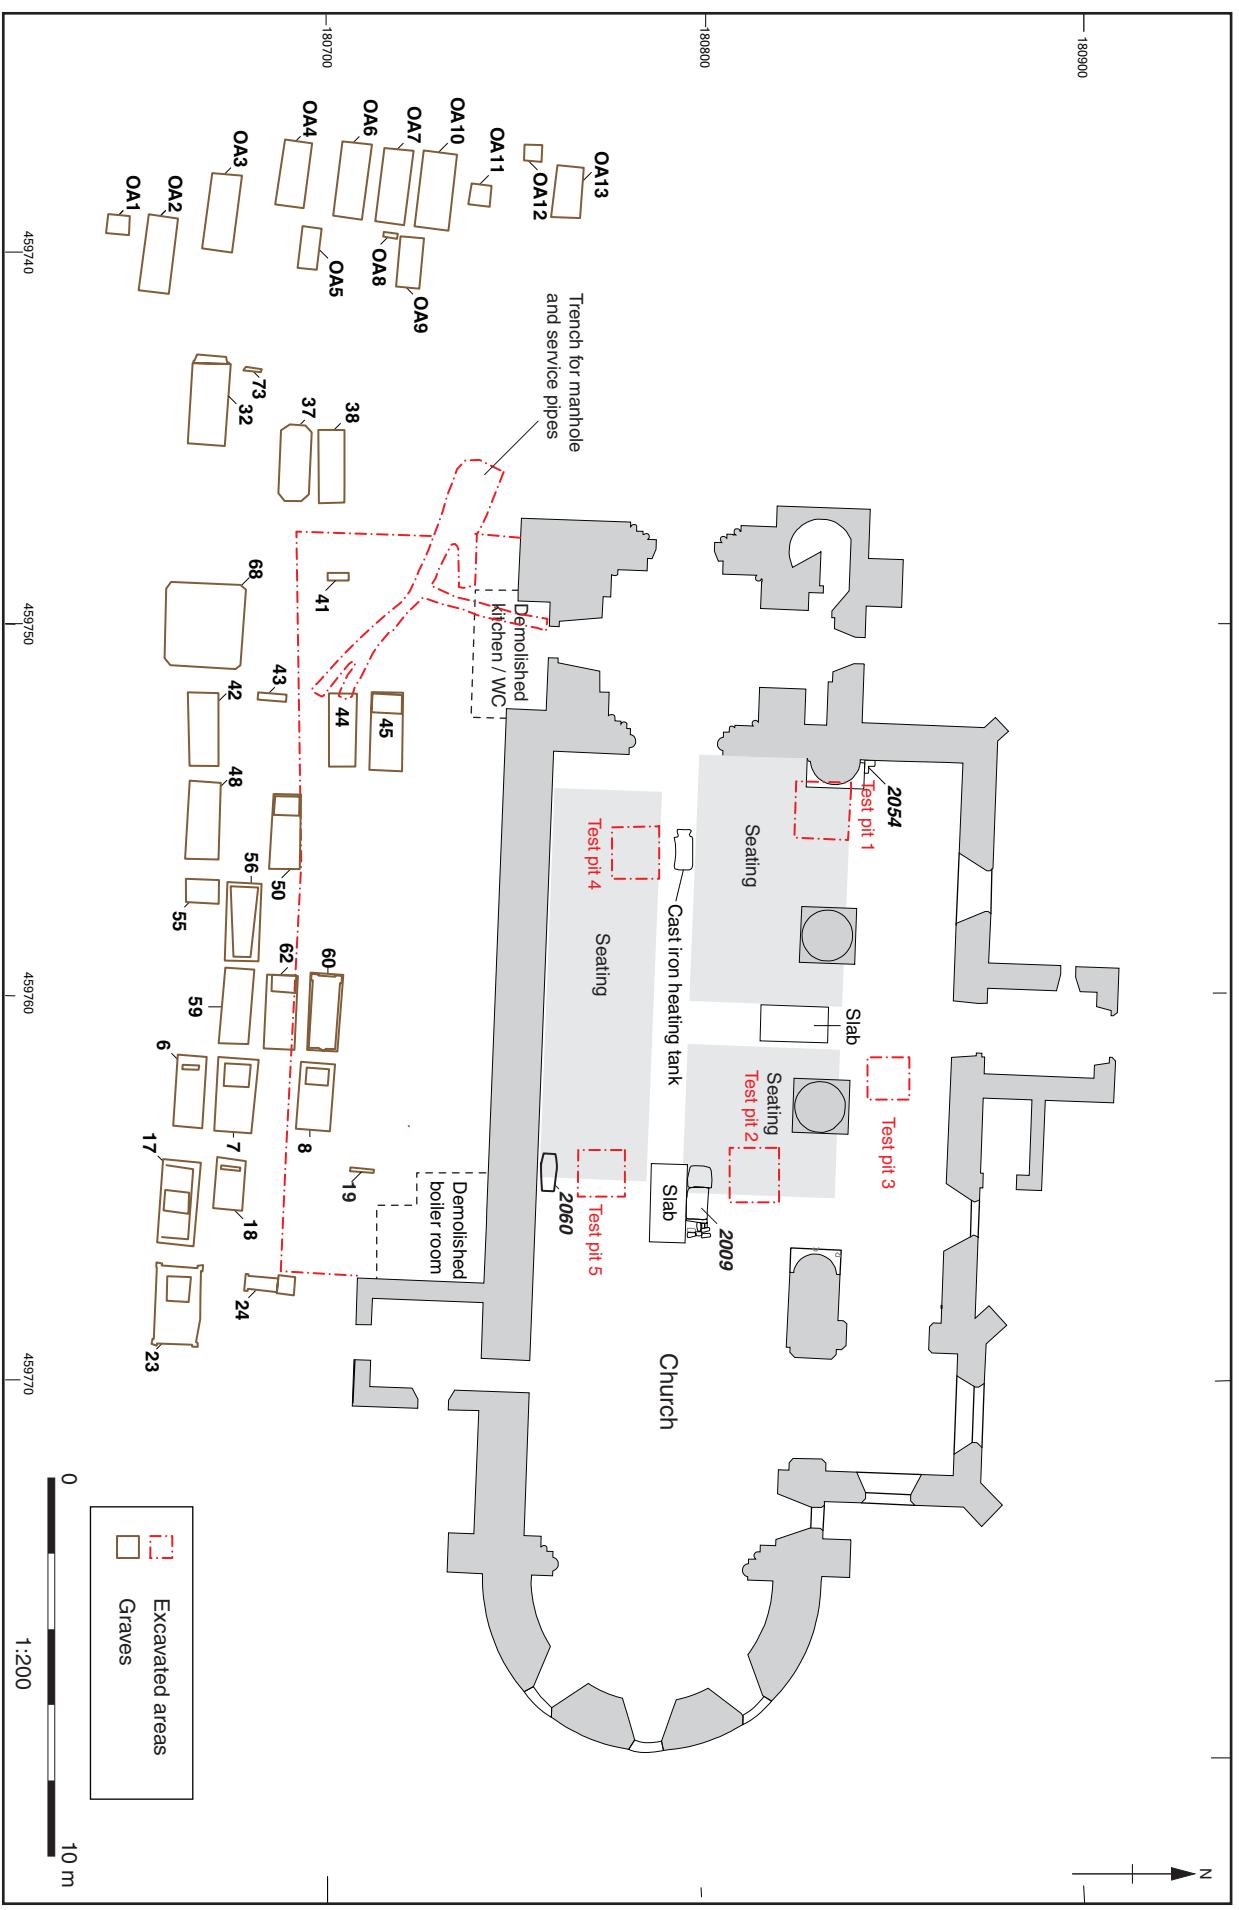 180700
180800
180900
459740
459750
459760
459770
OA1
OA2
OA3
OA4
OA5
OA6
OA7
OA8
OA9
OA10
OA11
OA12
OA13
Trench for manhole
and service pipes
73
32
37
38
68
41
43
42
44
45
48
50
55
56
62
60
59
6
7
8
17
18
19
24
23
Demolished
kitchen / WC
Demolished
boiler room
2054
Test pit 1
Seating
Test pit 4
Cast iron heating tank
Seating
Slab
Seating
Test pit 2
Test pit 3
Slab
2009
2060
Test pit 5
Church
N
Excavated areas
Graves
0
10 m
1:200